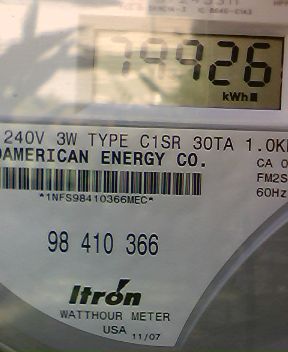 79926
kWh
240V 3W TYPE C1SR 30TA 1.0K
DAMERICAN ENERGY CO.
CA 0
FM2S
60Hz
*1NFS98410366MEC*
98 410 366
Itron
WATTHOUR METER
USA 11/07